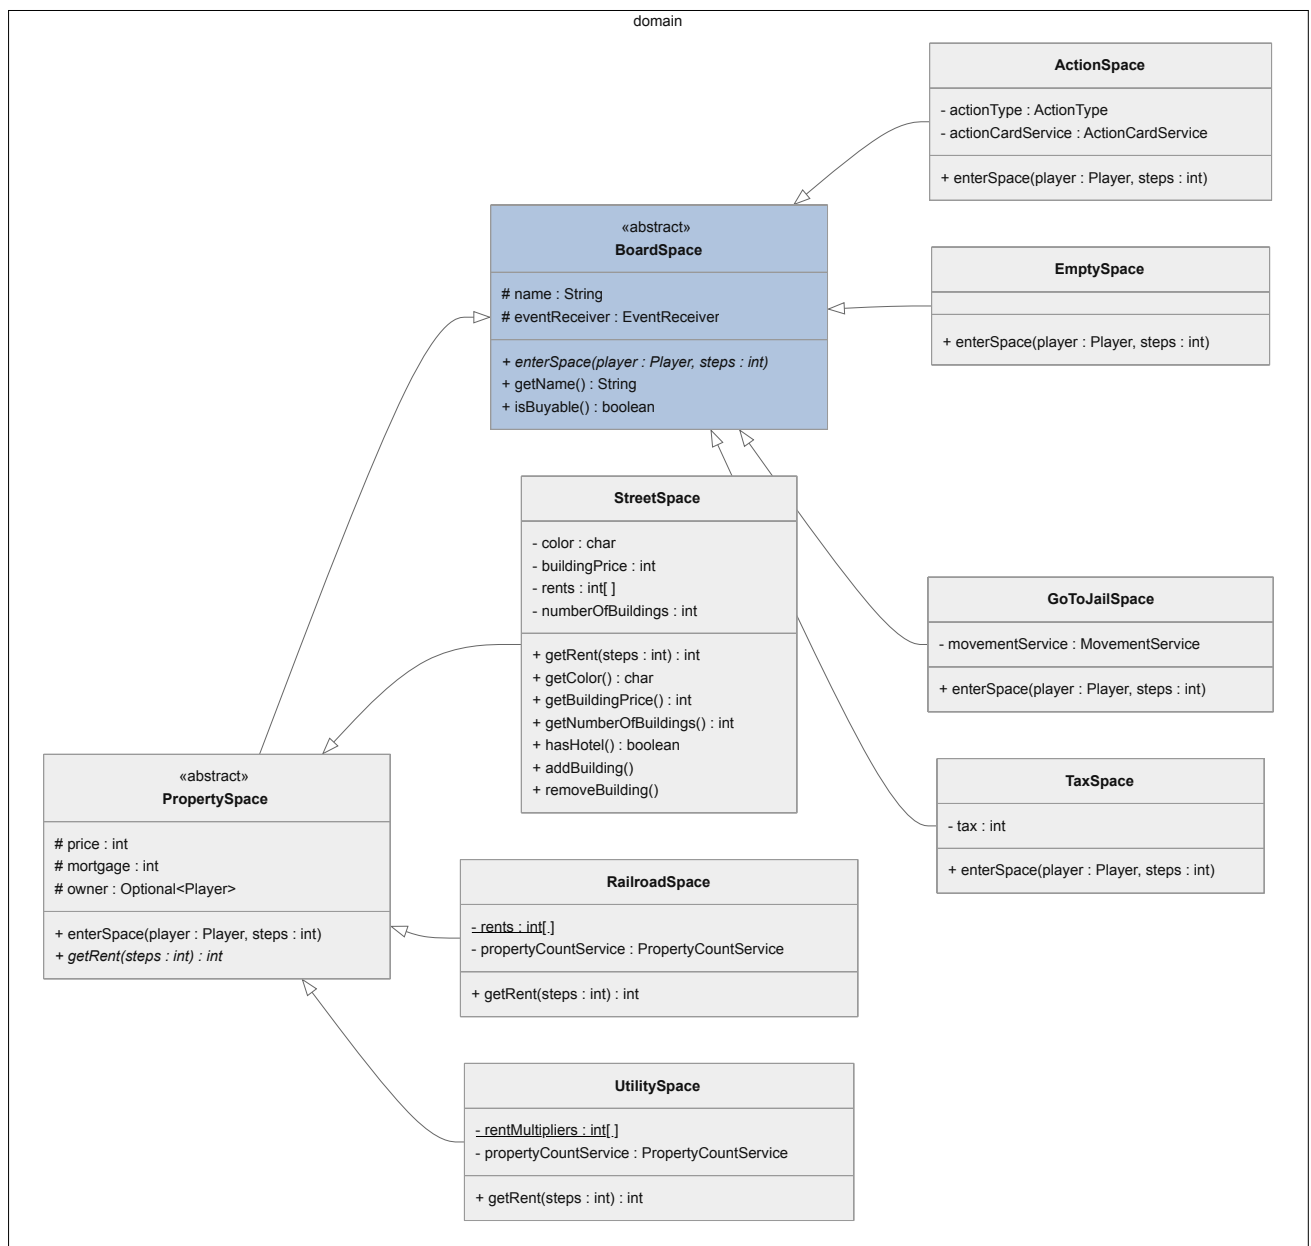 domain
ActionSpace
- actionType : ActionType
- actionCardService : ActionCardService
+ enterSpace(player : Player, steps : int)
«abstract»
BoardSpace
# name : String
# eventReceiver : EventReceiver
+ enterSpace(player : Player, steps : int)
+ getName() : String
+ isBuyable() : boolean
EmptySpace
+ enterSpace(player : Player, steps : int)
StreetSpace
- color : char
- buildingPrice : int
- rents : int[ ]
- numberOfBuildings : int
+ getRent(steps : int) : int
+ getColor() : char
+ getBuildingPrice() : int
+ getNumberOfBuildings() : int
+ hasHotel() : boolean
+ addBuilding()
+ removeBuilding()
GoToJailSpace
- movementService : MovementService
+ enterSpace(player : Player, steps : int)
«abstract»
PropertySpace
# price : int
# mortgage : int
# owner : Optional<Player>
+ enterSpace(player : Player, steps : int)
+ getRent(steps : int) : int
TaxSpace
- tax : int
+ enterSpace(player : Player, steps : int)
RailroadSpace
- rents : int[ ]
- propertyCountService : PropertyCountService
+ getRent(steps : int) : int
UtilitySpace
- rentMultipliers : int[ ]
- propertyCountService : PropertyCountService
+ getRent(steps : int) : int